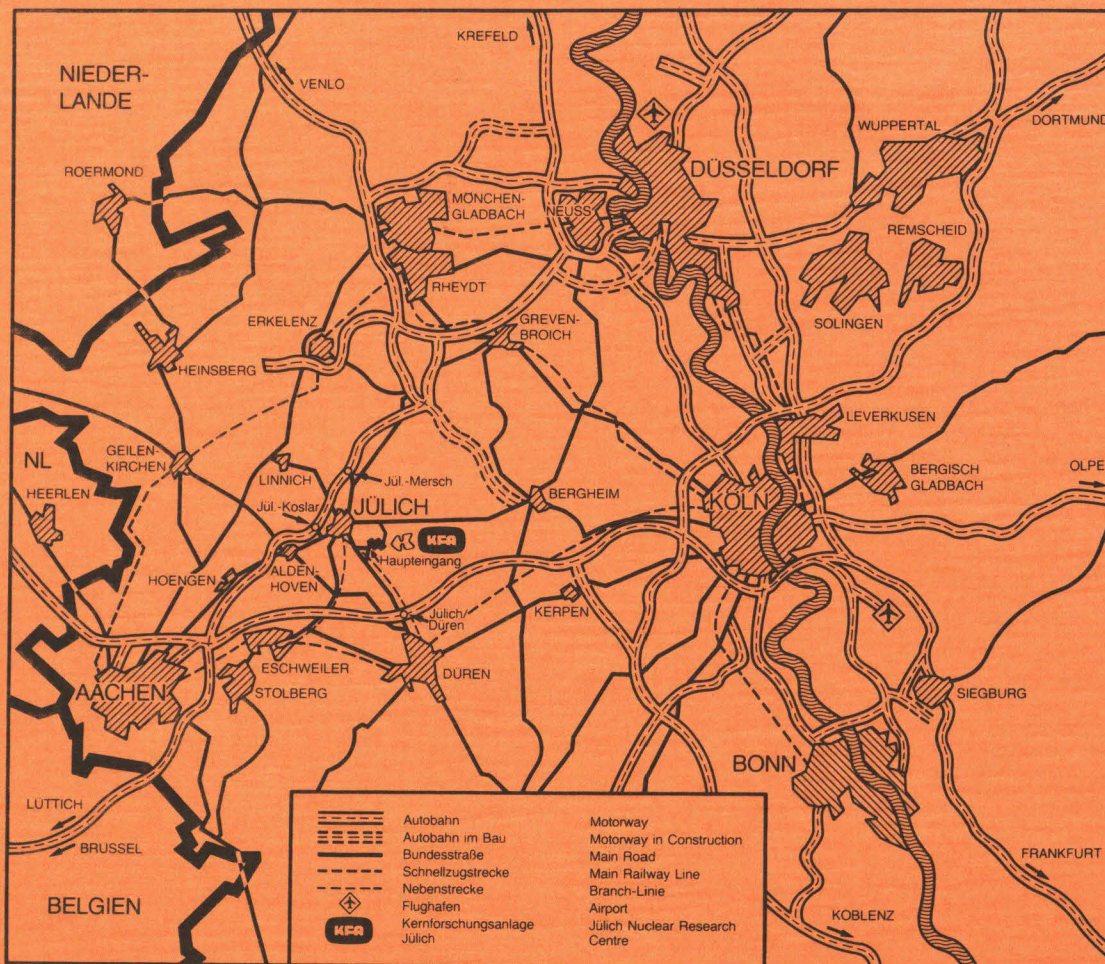 KREFELD
NIEDER-
LANDE
VENLO
DORTMUND
WUPPERTAL
DÜSSELDORF
ROERMOND
MÖNCHEN-
GLADBACH
NEUSS
REMSCHEID
RHEYDT
SOLINGEN
ERKELENZ
GREVEN-
BROICH
HEINSBERG
LEVERKUSEN
GEILEN-
KIRCHEN
NL
HEERLEN
LINNICH
Jül.-Mersch
BERGHEIM
BERGISCH
GLADBACH
OLPE
Jül.-Koslar
JÜLICH
KÖLN
KFA
Haupteingang
HOENGEN
ALDEN-
HOVEN
Jülich/
Düren
KERPEN
ESCHWEILER
DÜREN
AACHEN
STOLBERG
SIEGBURG
BONN
LÜTTICH
BRÜSSEL
BELGIEN
FRANKFURT
KOBLENZ
Autobahn Motorway
Autobahn im Bau Motorway in Construction
Bundesstraße Main Road
Schnellzugstrecke Main Railway Line
Nebenstrecke Branch-Linie
Flughafen Airport
KFA Kernforschungsanlage Jülich Nuclear Research
Jülich Centre